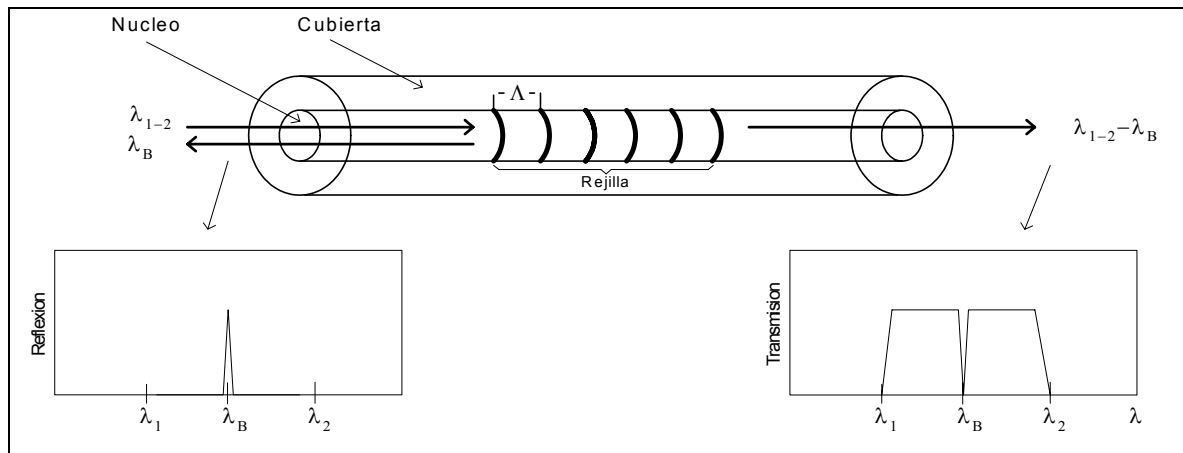 Nucleo
Cubierta
- Λ -
λ1-2
λB
λ1-2-λB
Rejilla
Reflexion
λ1
λB
λ2
Transmision
λ1
λB
λ2
λ